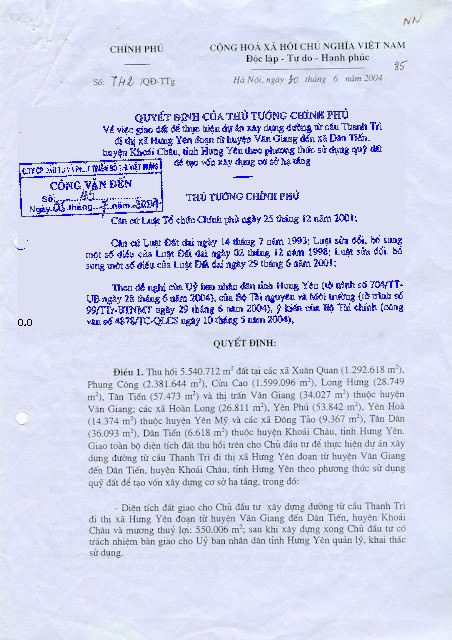 NN
CHÍNH PHỦ
CỘNG HOÀ XÃ HỘI CHỦ NGHĨA VIỆT NAM
Độc lập - Tự do - Hạnh phúc
85
Số: 742 /QĐ-TTg
Hà Nội, ngày 30 tháng 6 năm 2004
QUYẾT ĐỊNH CỦA THỦ TƯỚNG CHÍNH PHỦ
Về việc giao đất để thực hiện dự án xây dựng đường từ cầu Thanh Trì
đi thị xã Hưng Yên đoạn từ huyện Văn Giang đến xã Dân Tiến,
huyện Khoái Châu, tỉnh Hưng Yên theo phương thức sử dụng quỹ đất
để tạo vốn xây dựng cơ sở hạ tầng
CÔNG VĂN ĐẾN
Số:
Ngày tháng 7 năm
THỦ TƯỚNG CHÍNH PHỦ
Căn cứ Luật Tổ chức Chính phủ ngày 25 tháng 12 năm 2001;
Căn cứ Luật Đất đai ngày 14 tháng 7 năm 1993; Luật sửa đổi, bổ sung
một số điều của Luật Đất đai ngày 02 tháng 12 năm 1998; Luật sửa đổi, bổ
sung một số điều của Luật Đất đai ngày 29 tháng 6 năm 2001;
Theo đề nghị của Uỷ ban nhân dân tỉnh Hưng Yên (tờ trình số 704/TT-
UB ngày 28 tháng 6 năm 2004), của Bộ Tài nguyên và Môi trường (tờ trình số
99/TTr-BTNMT ngày 29 tháng 6 năm 2004), ý kiến của Bộ Tài chính (công
văn số 4878/TC-QLCS ngày 10 tháng 5 năm 2004),
0.0
QUYẾT ĐỊNH:
Điều 1. Thu hồi 5.540.712 m² đất tại các xã Xuân Quan (1.292.618 m²),
Phụng Công (2.381.644 m²), Cửu Cao (1.599.096 m²), Long Hưng (28.749
m²), Tân Tiến (57.473 m²) và thị trấn Văn Giang (34.027 m²) thuộc huyện
Văn Giang; các xã Hoàn Long (26.811 m²), Yên Phú (53.842 m²), Yên Hoà
(14.374 m²) thuộc huyện Yên Mỹ và các xã Đông Tảo (9.367 m²), Tân Dân
(36.093 m²), Dân Tiến (6.618 m²) thuộc huyện Khoái Châu, tỉnh Hưng Yên.
Giao toàn bộ diện tích đất thu hồi trên cho Chủ đầu tư để thực hiện dự án xây
dựng đường từ cầu Thanh Trì đi thị xã Hưng Yên đoạn từ huyện Văn Giang
đến Dân Tiến, huyện Khoái Châu, tỉnh Hưng Yên theo phương thức sử dụng
quỹ đất để tạo vốn xây dựng cơ sở hạ tầng, trong đó:
- Diện tích đất giao cho Chủ đầu tư xây dựng đường từ cầu Thanh Trì
đi thị xã Hưng Yên đoạn từ huyện Văn Giang đến Dân Tiến, huyện Khoái
Châu và mương thuỷ lợi: 550.006 m²; sau khi xây dựng xong Chủ đầu tư có
trách nhiệm bàn giao cho Uỷ ban nhân dân tỉnh Hưng Yên quản lý, khai thác
sử dụng.